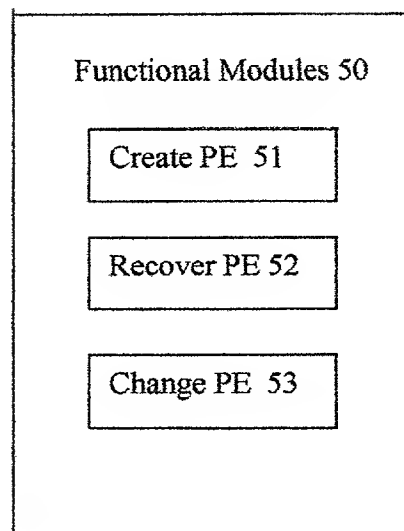 Functional Modules 50
Create PE 51
Recover PE 52
Change PE 53